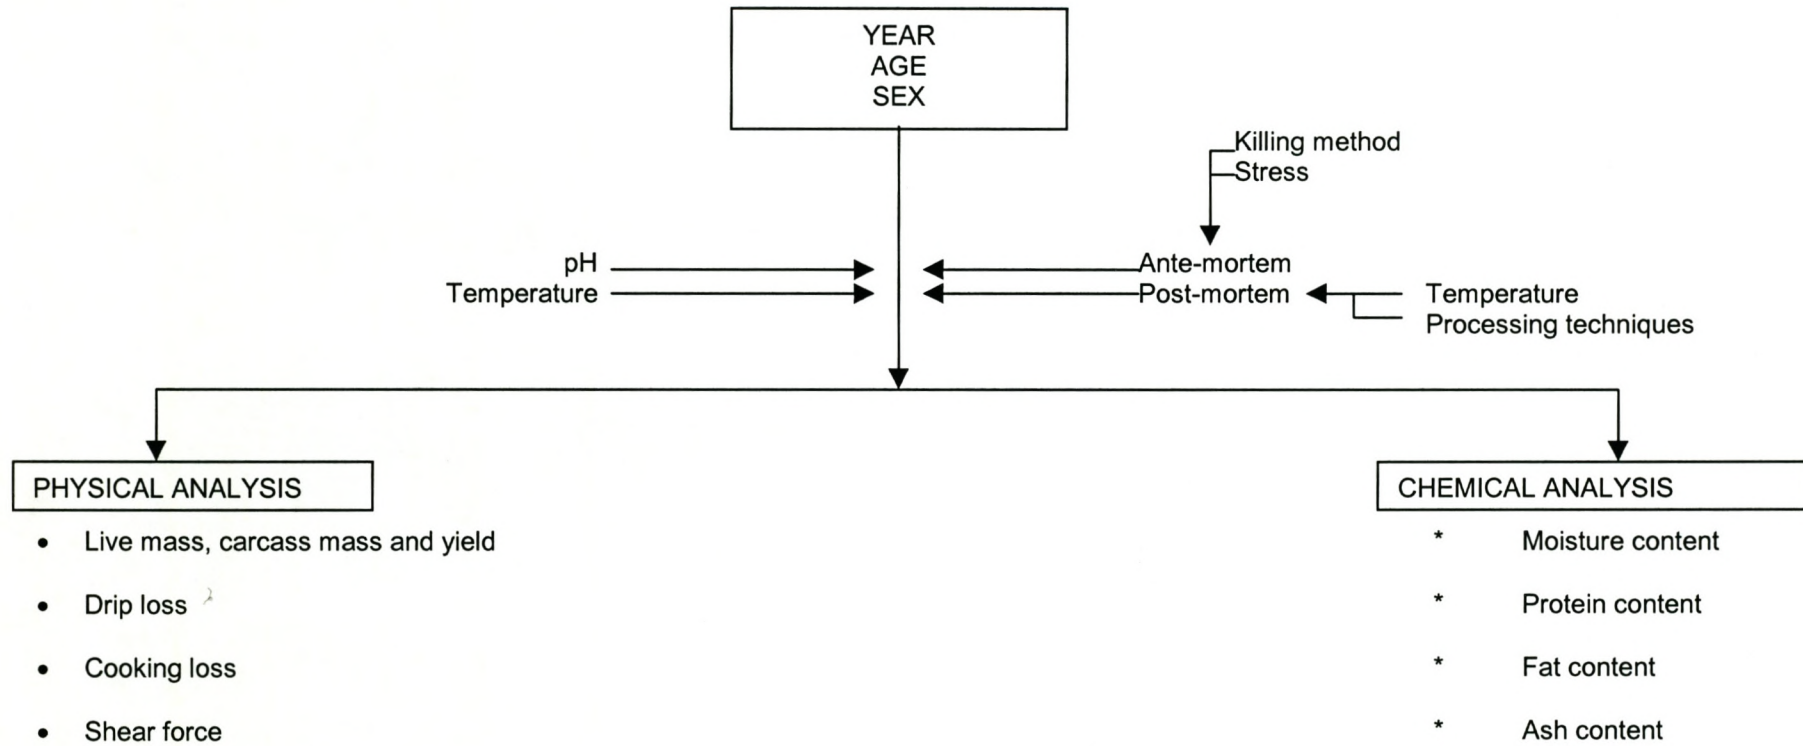 YEAR
AGE
SEX
Killing method
Stress
pH
Temperature
Ante-mortem
Post-mortem
Temperature
Processing techniques
PHYSICAL ANALYSIS
• Live mass, carcass mass and yield
• Drip loss
• Cooking loss
• Shear force
CHEMICAL ANALYSIS
* Moisture content
* Protein content
* Fat content
* Ash content